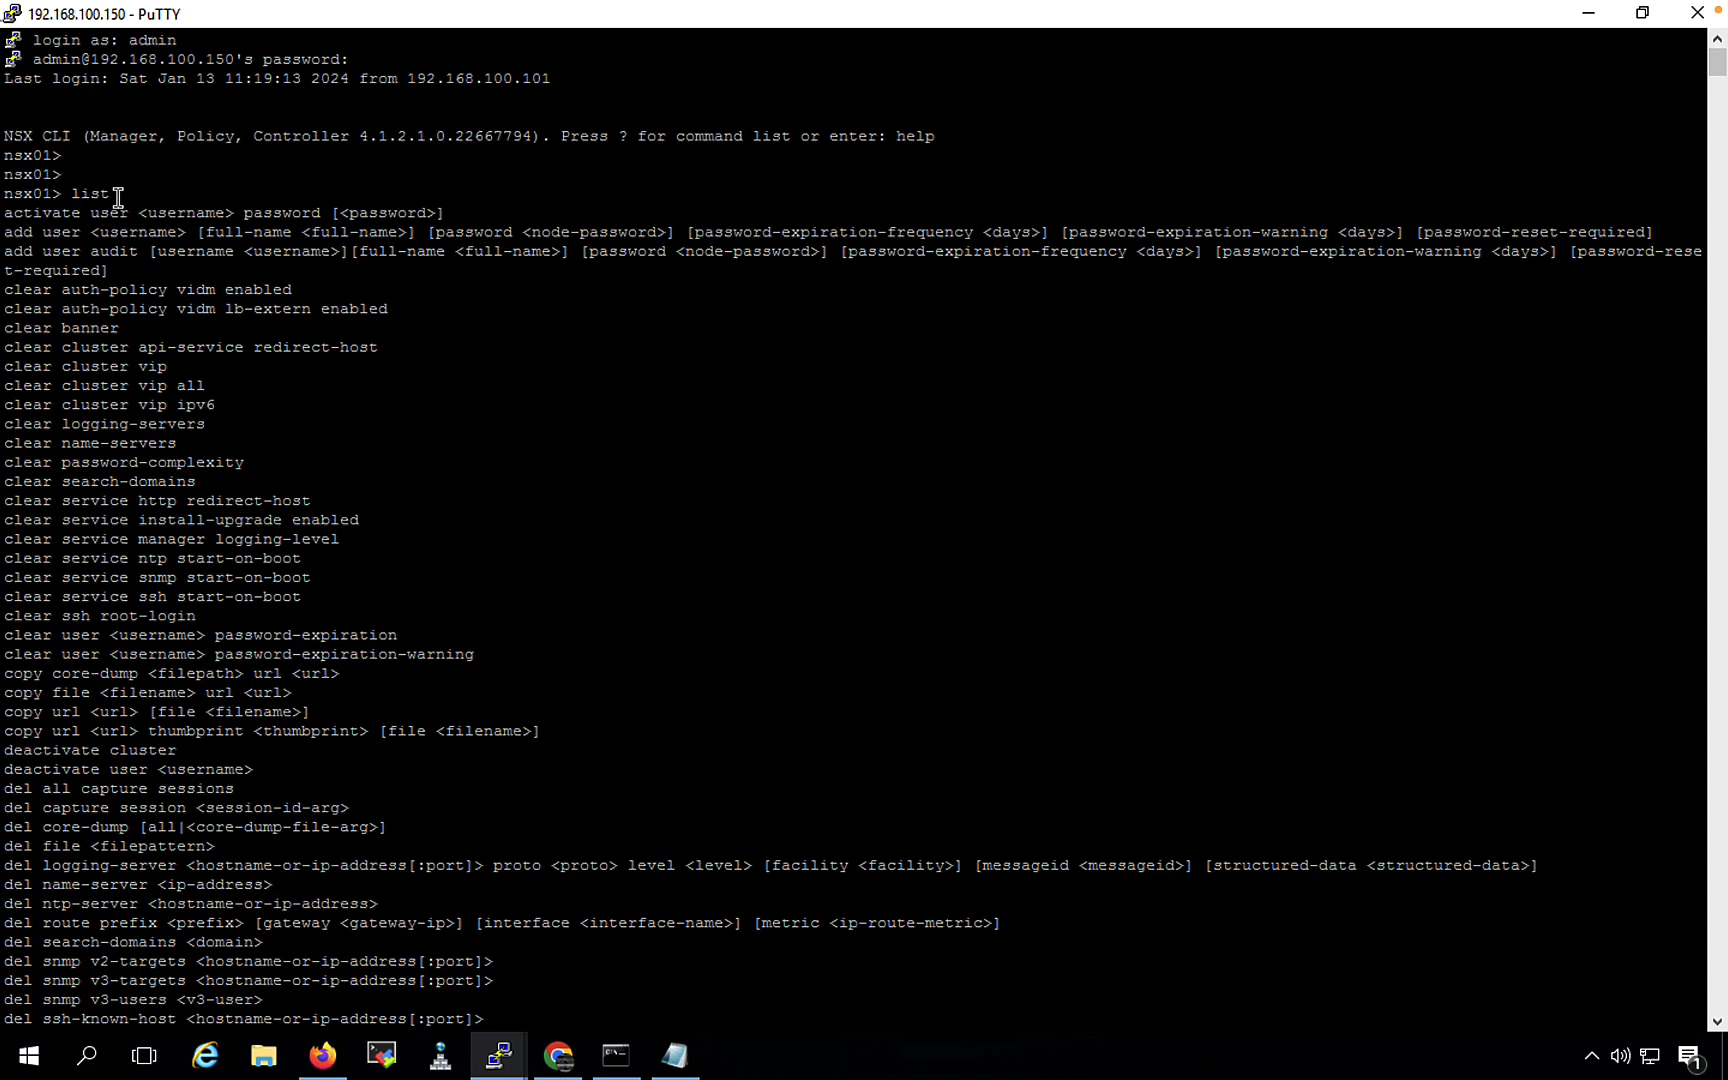 192.168.100.150 - PuTTY
login as: admin
admin@192.168.100.150's password:
Last login: Sat Jan 13 11:19:13 2024 from 192.168.100.101
NSX CLI (Manager, Policy, Controller 4.1.2.1.0.22667794). Press ? for command list or enter: help
nsx01>
nsx01>
nsx01> list
activate user <username> password [<password>]
add user <username> [full-name <full-name>] [password <node-password>] [password-expiration-frequency <days>] [password-expiration-warning <days>] [password-reset-required]
add user audit [username <username>][full-name <full-name>] [password <node-password>] [password-expiration-frequency <days>] [password-expiration-warning <days>] [password-rese
t-required]
clear auth-policy vidm enabled
clear auth-policy vidm lb-extern enabled
clear banner
clear cluster api-service redirect-host
clear cluster vip
clear cluster vip all
clear cluster vip ipv6
clear logging-servers
clear name-servers
clear password-complexity
clear search-domains
clear service http redirect-host
clear service install-upgrade enabled
clear service manager logging-level
clear service ntp start-on-boot
clear service snmp start-on-boot
clear service ssh start-on-boot
clear ssh root-login
clear user <username> password-expiration
clear user <username> password-expiration-warning
copy core-dump <filepath> url <url>
copy file <filename> url <url>
copy url <url> [file <filename>]
copy url <url> thumbprint <thumbprint> [file <filename>]
deactivate cluster
deactivate user <username>
del all capture sessions
del capture session <session-id-arg>
del core-dump [all|<core-dump-file-arg>]
del file <filepattern>
del logging-server <hostname-or-ip-address[:port]> proto <proto> level <level> [facility <facility>] [messageid <messageid>] [structured-data <structured-data>]
del name-server <ip-address>
del ntp-server <hostname-or-ip-address>
del route prefix <prefix> [gateway <gateway-ip>] [interface <interface-name>] [metric <ip-route-metric>]
del search-domains <domain>
del snmp v2-targets <hostname-or-ip-address[:port]>
del snmp v3-targets <hostname-or-ip-address[:port]>
del snmp v3-users <v3-user>
del ssh-known-host <hostname-or-ip-address[:port]>
1